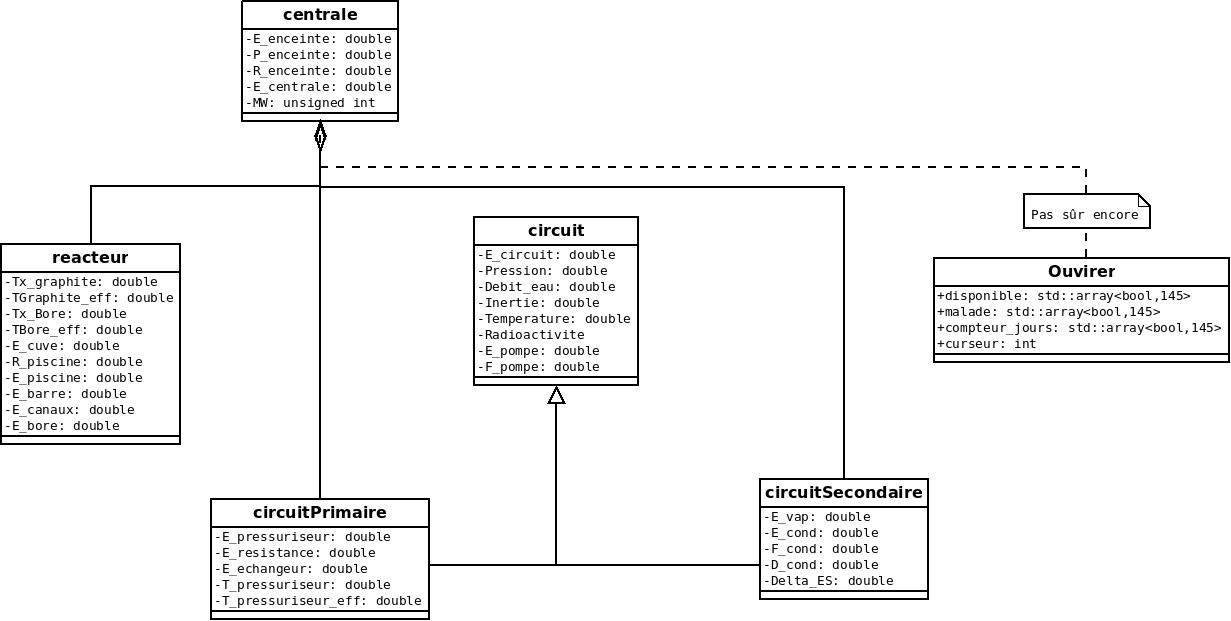 centrale
-E_enceinte: double
-P_enceinte: double
-R_enceinte: double
-E_centrale: double
-MW: unsigned int
Pas sûr encore
circuit
-E_circuit: double
-Pression: double
-Debit_eau: double
-Inertie: double
-Temperature: double
-Radioactivite
-E_pompe: double
-F_pompe: double
reacteur
-Tx_graphite: double
-TGraphite_eff: double
-Tx_Bore: double
-TBore_eff: double
-E_cuve: double
-R_piscine: double
-E_piscine: double
-E_barre: double
-E_canaux: double
-E_bore: double
Ouvirer
+disponible: std::array<bool,145>
+malade: std::array<bool,145>
+compteur_jours: std::array<bool,145>
+curseur: int
circuitPrimaire
-E_pressuriseur: double
-E_resistance: double
-E_echangeur: double
-T_pressuriseur: double
-T_pressuriseur_eff: double
circuitSecondaire
-E_vap: double
-E_cond: double
-F_cond: double
-D_cond: double
-Delta_ES: double